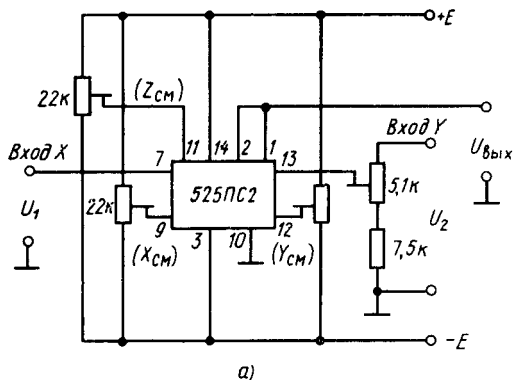 +E
22к
(Zсм)
11 14 2 1
Вход X
7
13
Вход Y
Uвых
525ПС2
5,1к
U1
22к
9
3 10
12
U2
(Xсм)
(Yсм)
7,5к
−E
а)